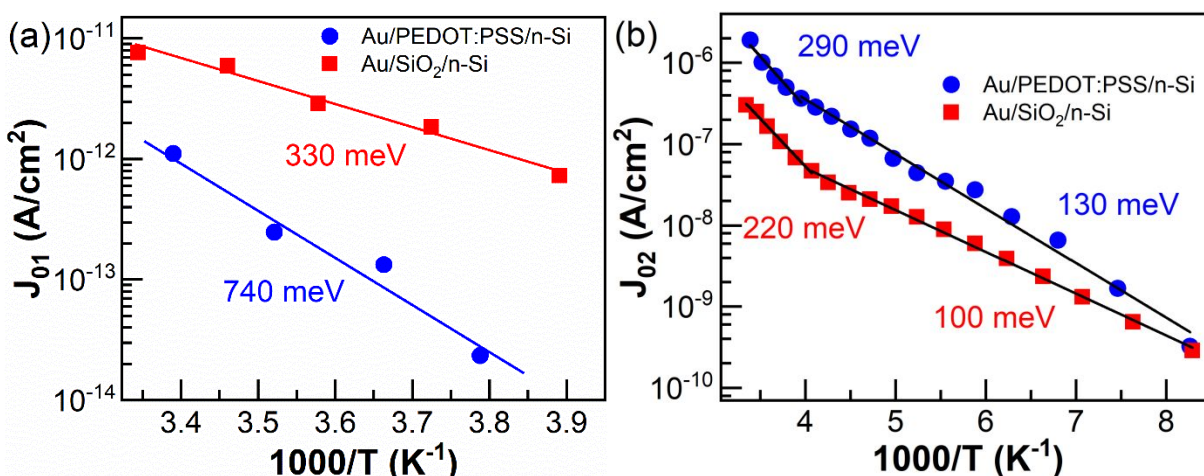 (a)
Au/PEDOT:PSS/n-Si
Au/SiO₂/n-Si
330 meV
740 meV
J₀₁ (A/cm²)
10⁻¹¹
10⁻¹²
10⁻¹³
10⁻¹⁴
3.4 3.5 3.6 3.7 3.8 3.9
1000/T (K⁻¹)
(b)
290 meV
Au/PEDOT:PSS/n-Si
Au/SiO₂/n-Si
130 meV
220 meV
100 meV
J₀₂ (A/cm²)
10⁻⁶
10⁻⁷
10⁻⁸
10⁻⁹
10⁻¹⁰
4 5 6 7 8
1000/T (K⁻¹)